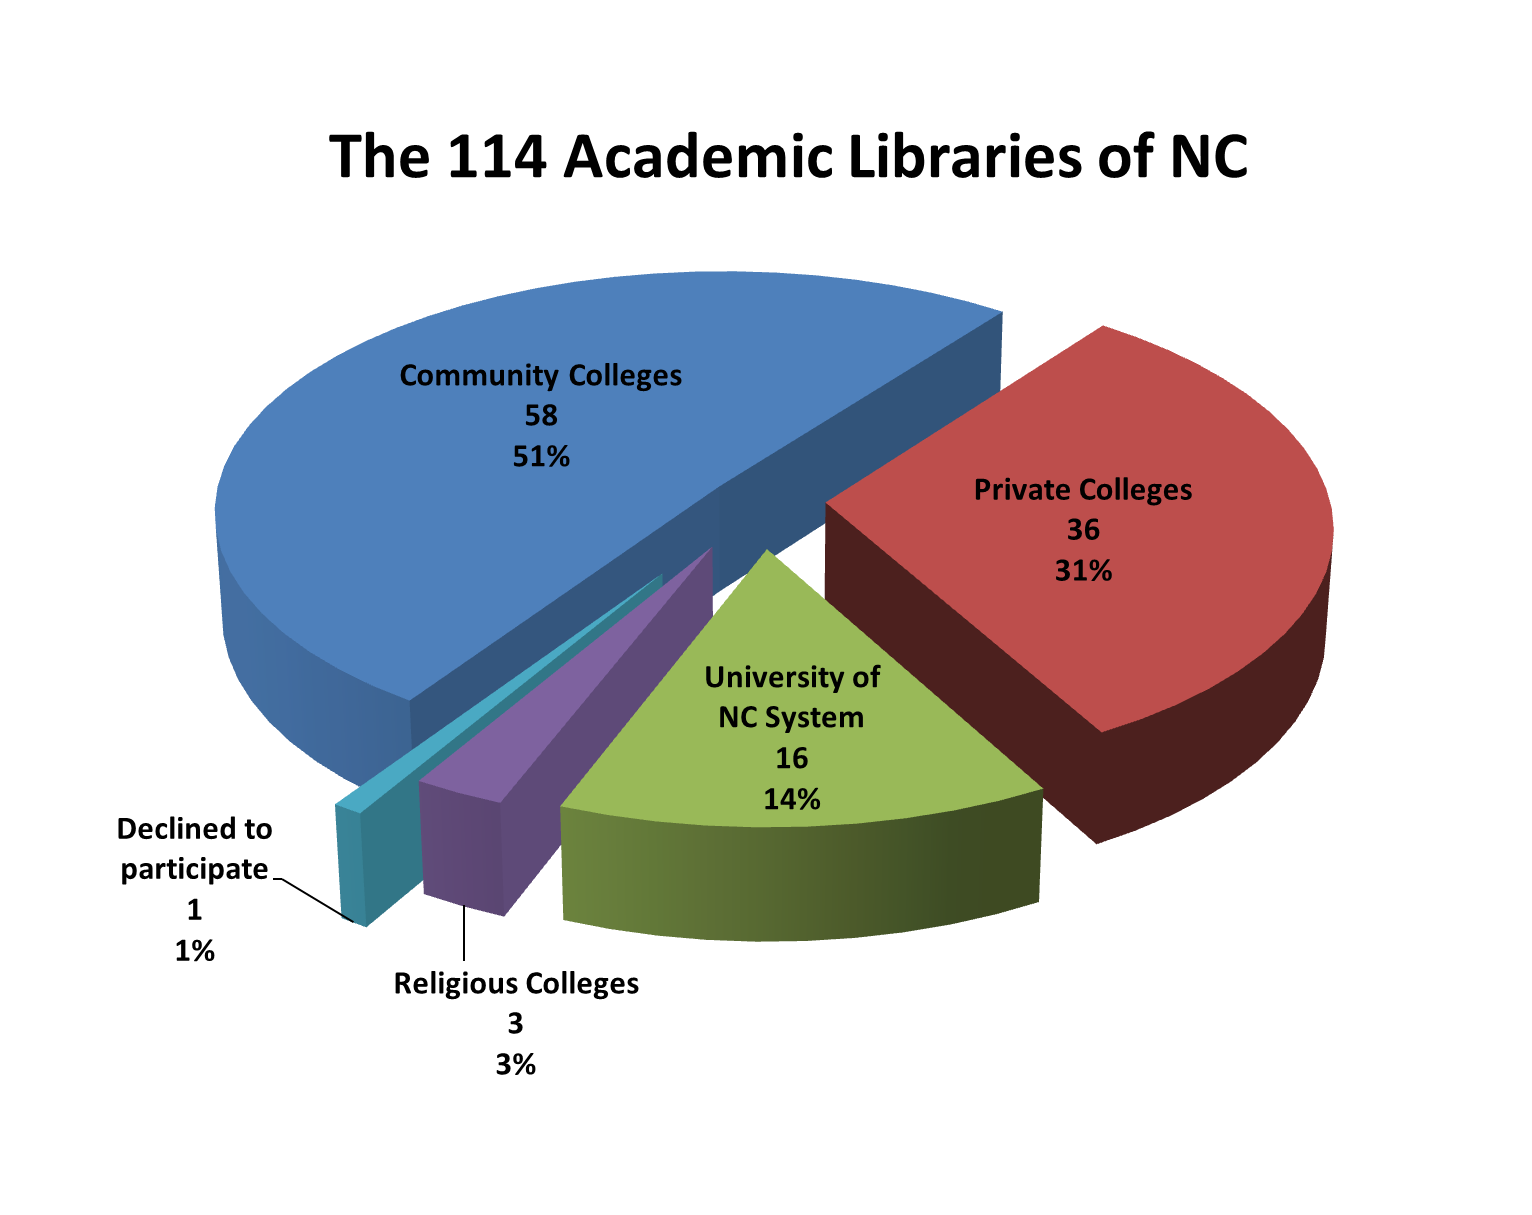 The 114 Academic Libraries of NC
Community Colleges
58
51%
Private Colleges
36
31%
University of
NC System
16
14%
Declined to
participate
1
1%
Religious Colleges
3
3%